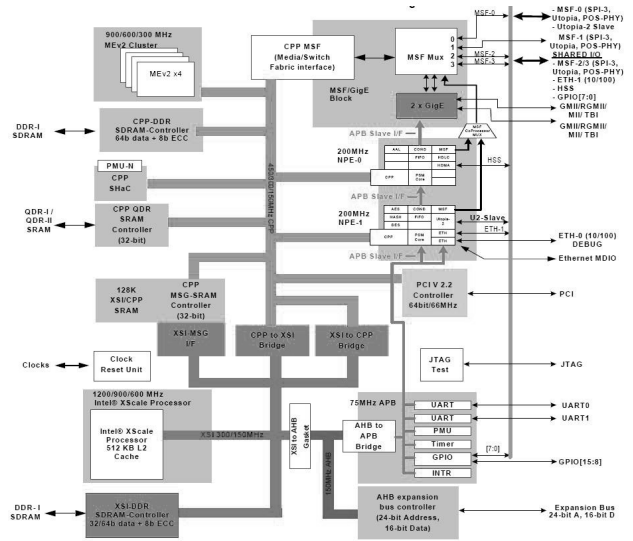 MSF-0
- MSF-0 (SPI-3,
Utopia, POS-PHY)
- Utopia-2 Slave
MSF-1
MSF-1 (SPI-3,
Utopia, POS-PHY)
SHARED I/O
MSF-2
- MSF-2/3 (SPI-3,
MSF-3
Utopia, POS-PHY)
- ETH-1 (10/100)
- HSS
- GPIO[7:0]
GMII/RGMII/
MII/ TBI
GMII/RGMII/
MII/ TBI
900/600/300 MHz
MEv2 Cluster
MEv2 x4
CPP MSF
(Media/Switch
Fabric interface)
MSF Mux
0
1
2
3
MSF/GigE
Block
2 x GigE
APB Slave I/F
MSF
CoProcessor
MUX
DDR-I
SDRAM
CPP-DDR
SDRAM-Controller
64b data + 8b ECC
PMU-N
CPP
SHaC
200MHz
NPE-0
AAL
COND
MSF
FIFO
HDLC
HDMA
CPP
PSM
Core
HSS
APB Slave I/F
QDR-I /
QDR-II
SRAM
CPP QDR
SRAM
Controller
(32-bit)
200MHz
NPE-1
AES
COND
MSF
HASH
FIFO
Utopia-
2
DES
ETH
CPP
PSM
Core
ETH
U2-Slave
ETH-1
ETH-0 (10/100)
DEBUG
Ethernet MDIO
APB Slave I/F
128K
XSI/CPP
SRAM
CPP
MSG-SRAM
Controller
(32-bit)
PCI V 2.2
Controller
64bit/66MHz
PCI
XSI-MSG
I/F
CPP to XSI
Bridge
XSI to CPP
Bridge
Clocks
Clock
Reset Unit
JTAG
Test
JTAG
1200/900/600 MHz
Intel® XScale Processor
Intel® XScale
Processor
512 KB L2
Cache
XSI 300/150MHz
XSI to AHB
Gasket
150MHz AHB
75MHz APB
AHB to
APB
Bridge
UART
UART0
UART
UART1
PMU
Timer
GPIO
[7:0]
GPIO[15:8]
INTR
DDR- I
SDRAM
XSI-DDR
SDRAM-Controller
32/64b data + 8b ECC
AHB expansion
bus controller
(24-bit Address,
16-bit Data)
Expansion Bus
24-bit A, 16-bit D